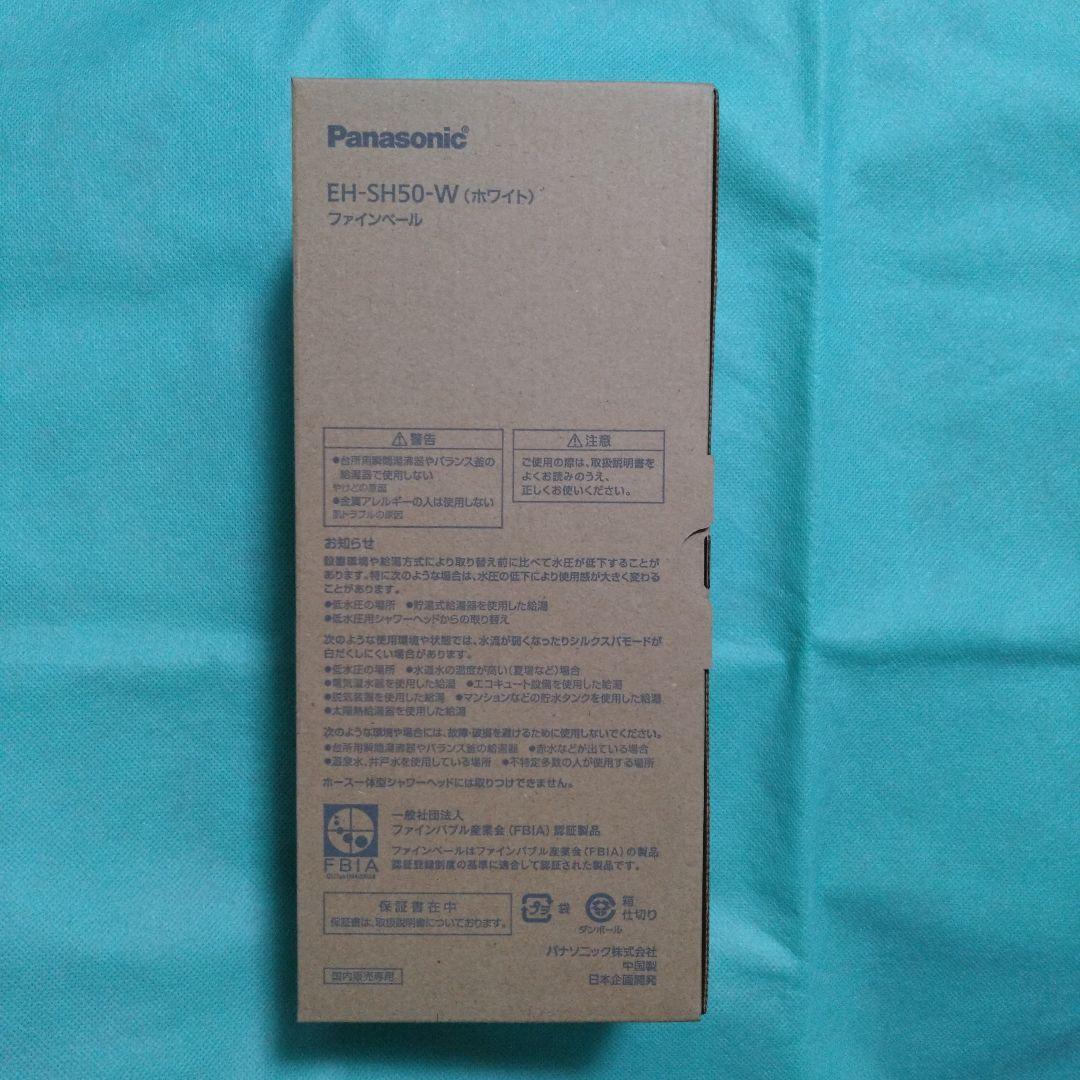 Panasonic®
EH-SH50-W（ホワイト）
ファインベール
⚠警告
●台所用瞬間湯沸器やバランス釜の
給湯器で使用しない
やけどの原因
●金属アレルギーの人は使用しない
肌トラブルの原因
⚠注意
ご使用の際は、取扱説明書を
よくお読みのうえ、
正しくお使いください。
お知らせ
設置環境や給湯方式により取り替え前に比べて水圧が低下することが
あります。特に次のような場合は、水圧の低下により使用感が大きく変わる
ことがあります。
●低水圧の場所 ●貯湯式給湯器を使用した給湯
●低水圧用シャワーヘッドからの取り替え
次のような使用環境や状態では、水流が弱くなったりシルクスパモードが
白だくしにくい場合があります。
●低水圧の場所 ●水道水の温度が高い（夏場など）場合
●電気温水器を使用した給湯 ●エコキュート設備を使用した給湯
●脱気装置を使用した給湯 ●マンションなどの貯水タンクを使用した給湯
●太陽熱給湯器を使用した給湯
次のような環境や場合には、故障・破損を避けるために使用しないでください。
●台所用瞬間湯沸器やバランス釜の給湯器 ●赤水などが出ている場合
●温泉水、井戸水を使用している場所 ●不特定多数の人が使用する場所
ホース一体型シャワーヘッドには取りつけできません。
FBIA
一般社団法人
ファインバブル産業会（FBIA）認証製品
ファインベールはファインバブル産業会（FBIA）の製品
認証登録制度の基準に適合して認証された製品です。
保証書在中
保証書は、取扱説明書についております。
プラ 袋
ダンボール
箱
仕切り
パナソニック株式会社
中国製
日本企画開発
国内販売専用